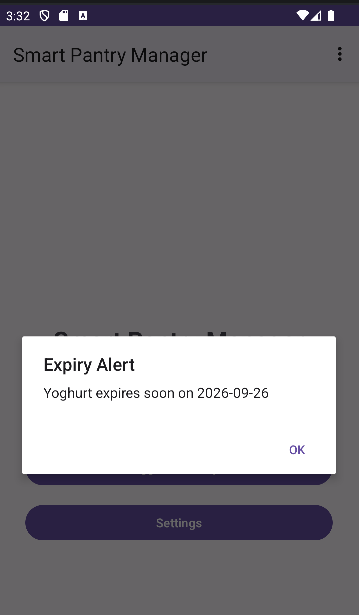 3:32
Smart Pantry Manager
Expiry Alert
Yoghurt expires soon on 2026-09-26
OK
Settings